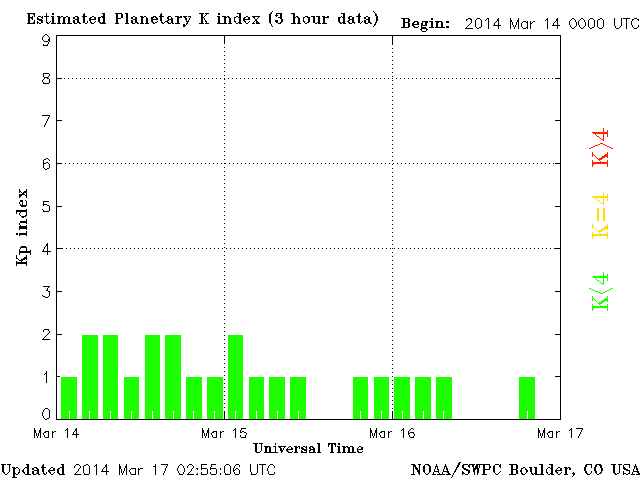 Estimated Planetary K index (3 hour data)
Begin: 2014 Mar 14 0000 UTC
9
8
7
6
5
4
3
2
1
0
Kp index
K>4
K=4
K<4
Mar 14
Mar 15
Mar 16
Mar 17
Universal Time
Updated 2014 Mar 17 02:55:06 UTC
NOAA/SWPC Boulder, CO USA